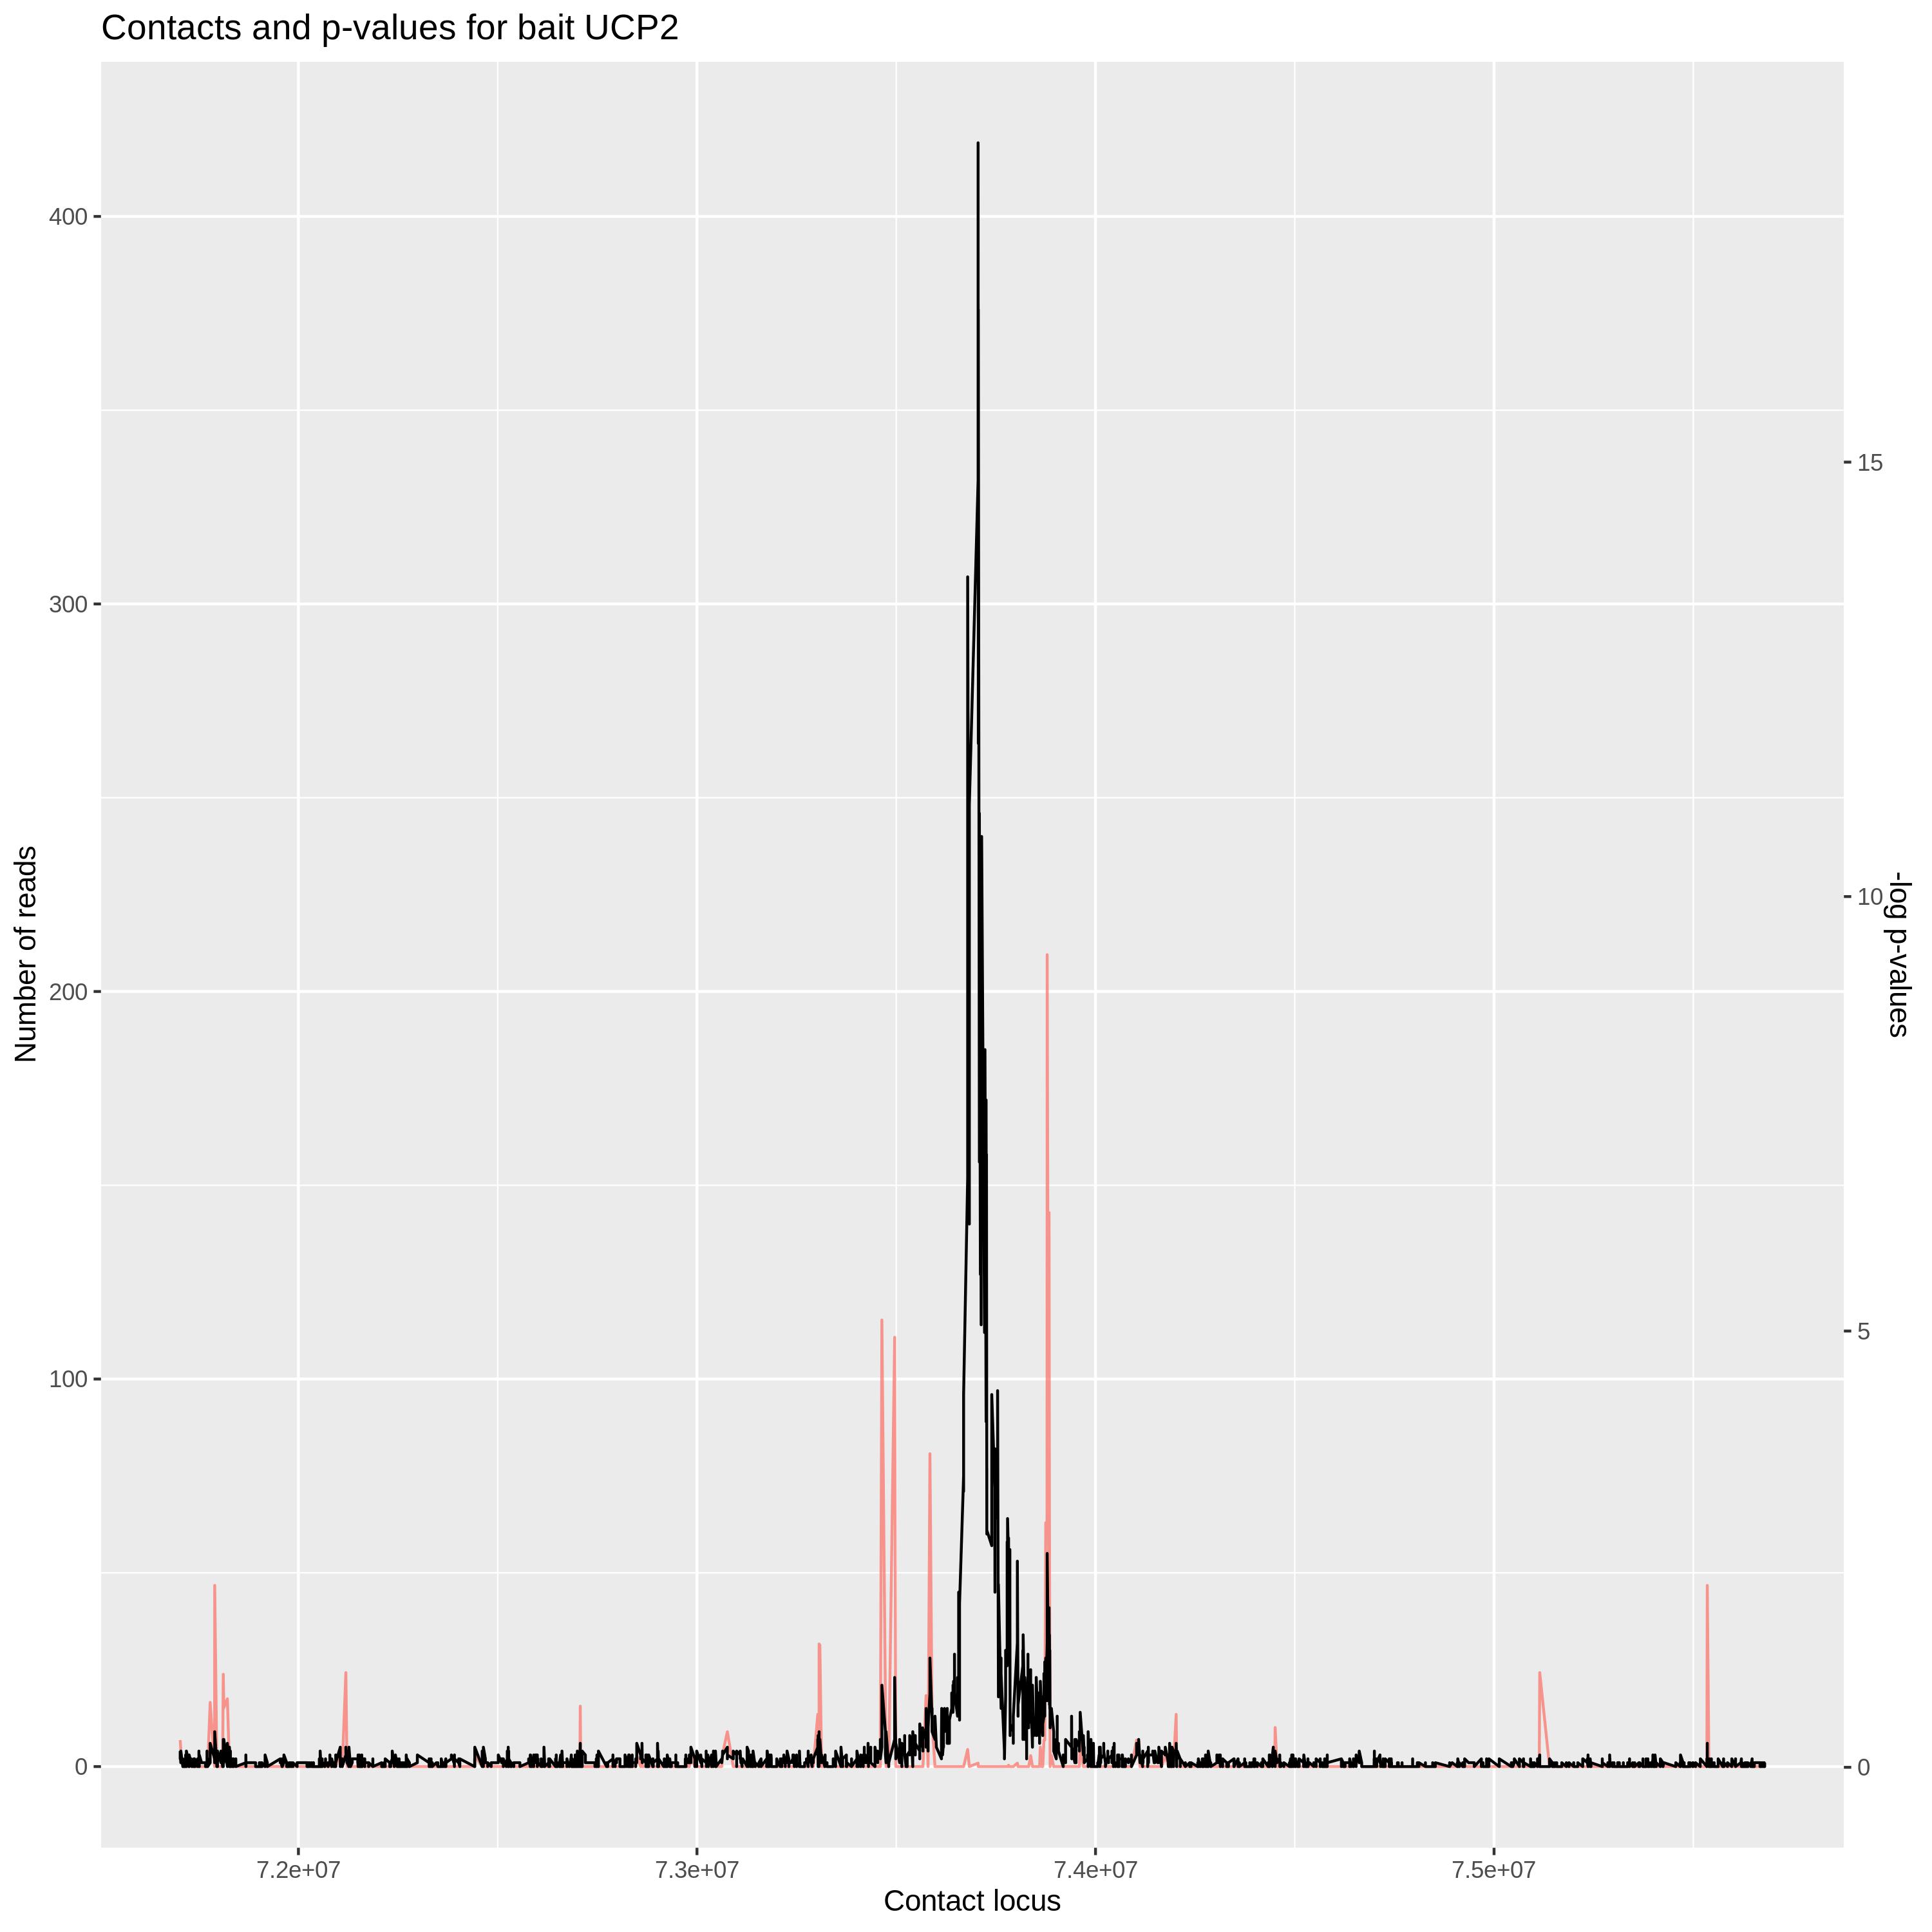 Contacts and p-values for bait UCP2
Number of reads
400
300
200
100
0
15
10
5
0
-log p-values
7.2e+07
7.3e+07
7.4e+07
7.5e+07
Contact locus